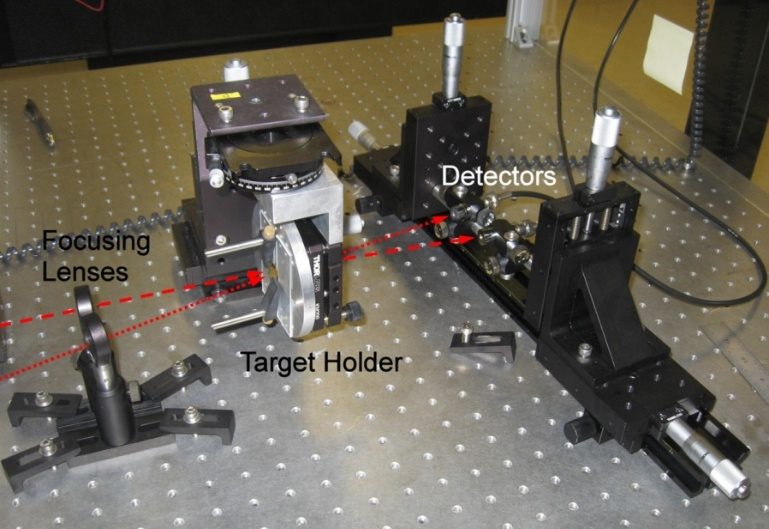 Detectors
Focusing
Lenses
Target Holder
THOR